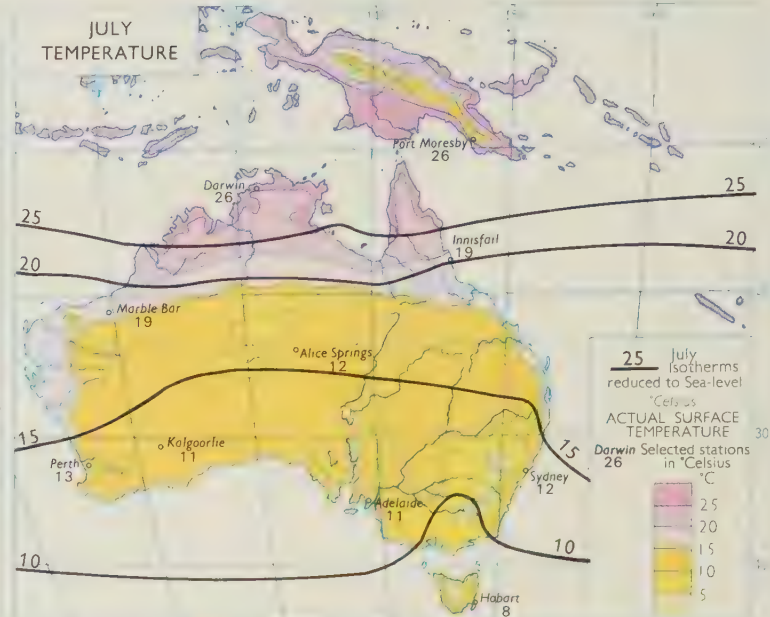 JULY
TEMPERATURE
Port Moresby
26
Darwin
26
25
25
Innisfail
19
20
20
Marble Bar
19
Alice Springs
12
25 July
Isotherms
reduced to Sea-level
°Celsius
ACTUAL SURFACE
TEMPERATURE
Darwin Selected stations
26 in °Celsius
°C
25
20
15
10
5
30
15
15
Kalgoorlie
11
Perth
13
Sydney
12
Adelaide
11
10
10
Hobart
8